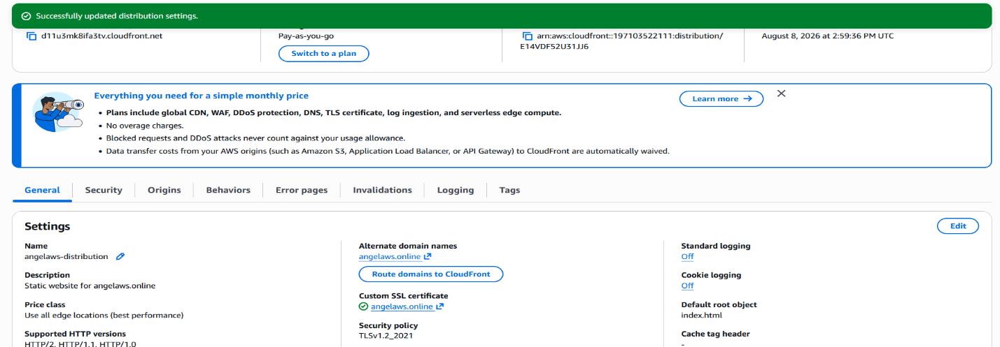 Successfully updated distribution settings.
d11u3mk8ifa3tv.cloudfront.net
Pay-as-you-go
Switch to a plan
arn:aws:cloudfront::197103522111:distribution/
E14VDF52U31JJ6
August 8, 2026 at 2:59:36 PM UTC
Everything you need for a simple monthly price
Learn more
• Plans include global CDN, WAF, DDoS protection, DNS, TLS certificate, log ingestion, and serverless edge compute.
• No overage charges.
• Blocked requests and DDoS attacks never count against your usage allowance.
• Data transfer costs from your AWS origins (such as Amazon S3, Application Load Balancer, or API Gateway) to CloudFront are automatically waived.
General Security Origins Behaviors Error pages Invalidations Logging Tags
Settings
Edit
Name
angelaws-distribution
Description
Static website for angelaws.online
Price class
Use all edge locations (best performance)
Supported HTTP versions
HTTP/2, HTTP/1.1, HTTP/1.0
Alternate domain names
angelaws.online
Route domains to CloudFront
Custom SSL certificate
angelaws.online
Security policy
TLSv1.2_2021
Standard logging
Off
Cookie logging
Off
Default root object
index.html
Cache tag header
-